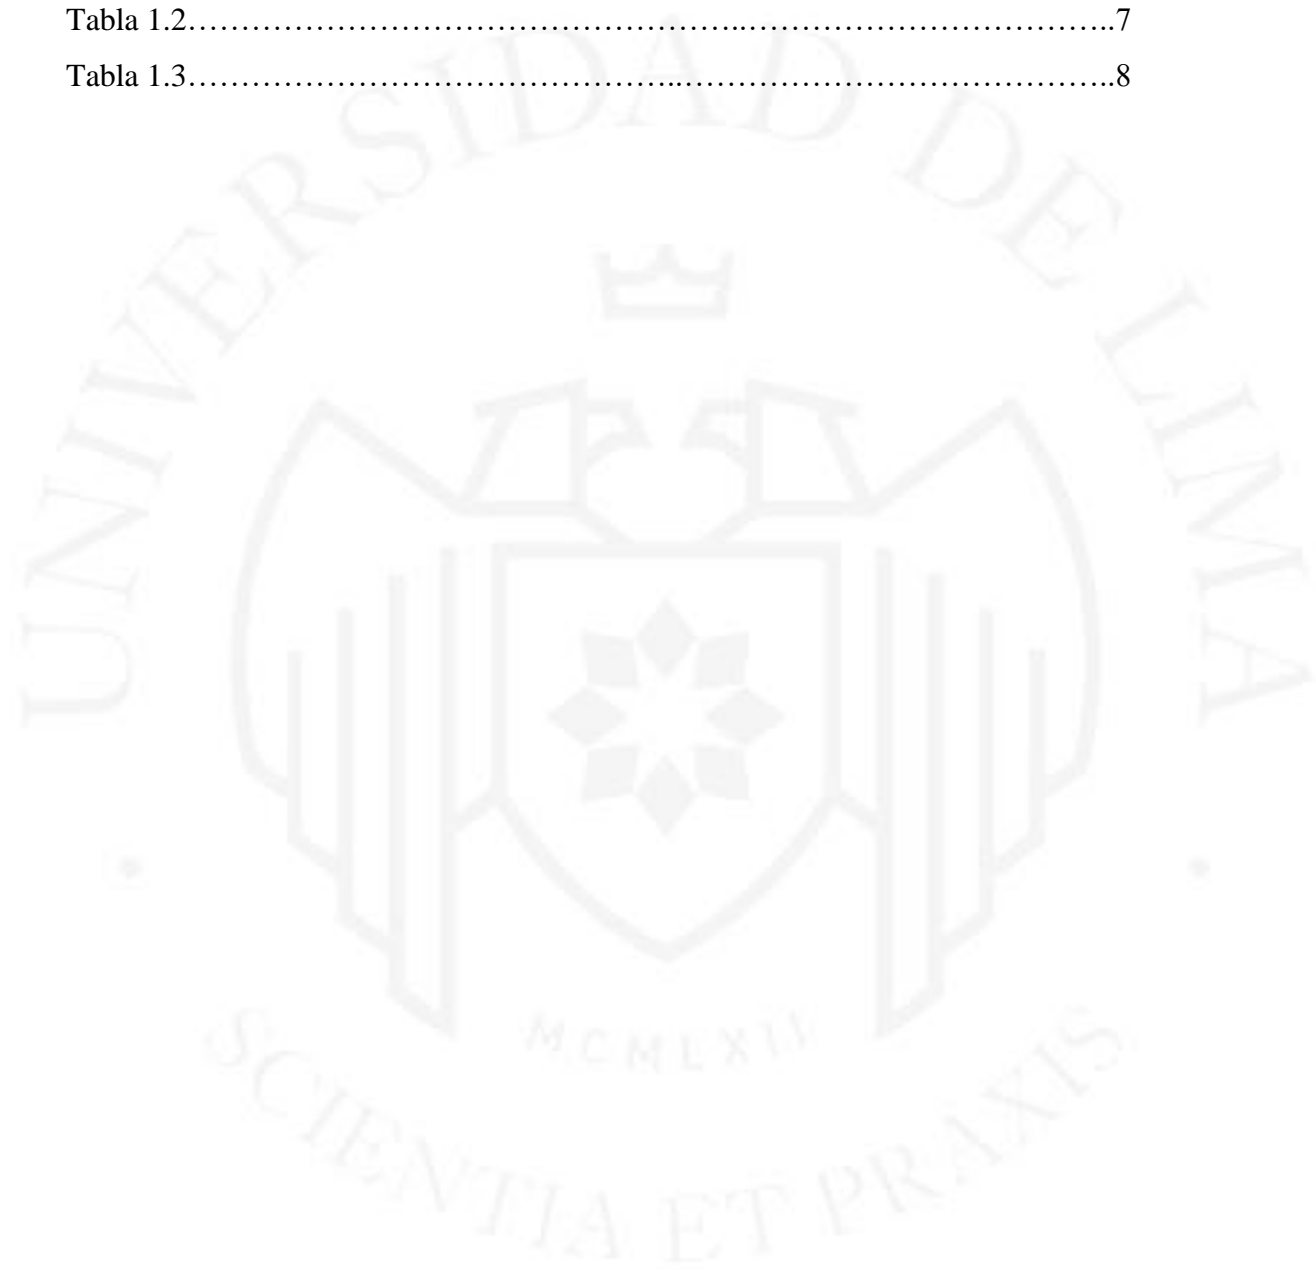 Tabla 1.2……………………………………………..……………………………..7
Tabla 1.3………………………………………..…………………………………..8
UNIVERSIDAD DE LIMA
MCMLXII
SCIENTIA ET PRAXIS